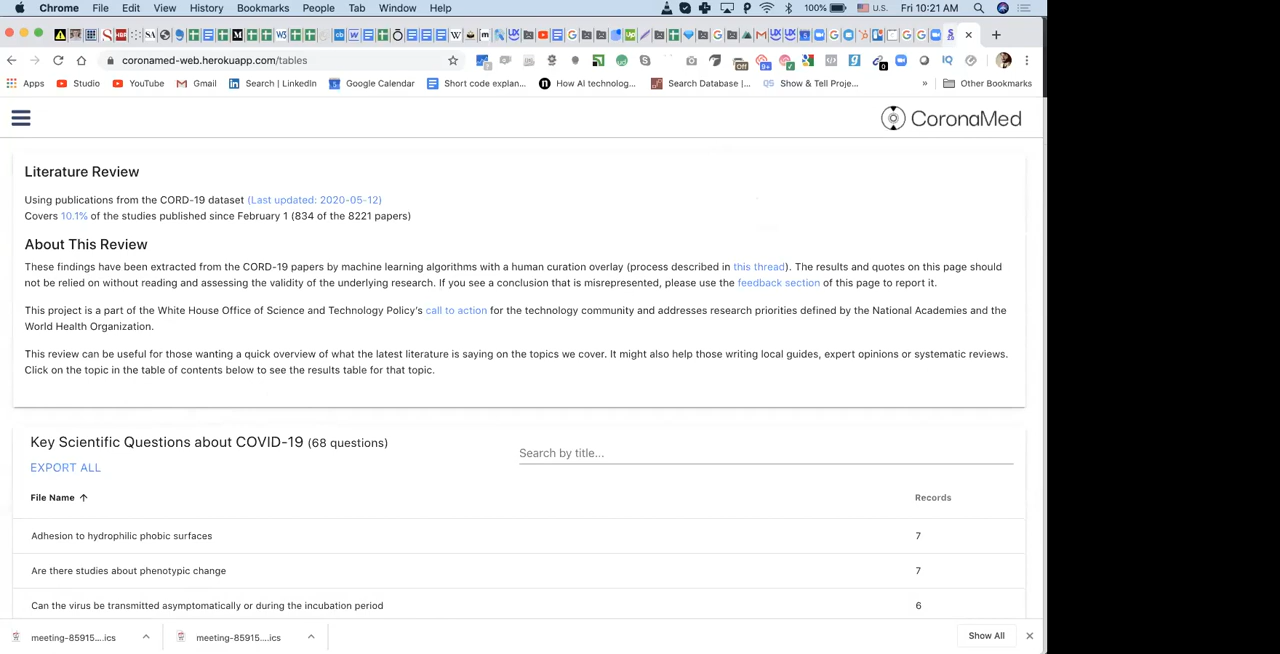 Chrome File Edit View History Bookmarks People Tab Window Help 100% U.S. Fri 10:21 AM
coronamed-web.herokuapp.com/tables
Apps Studio YouTube Gmail Search | LinkedIn Google Calendar Short code explan... How AI technolog... Search Database |... Show & Tell Proje... » Other Bookmarks
CoronaMed
Literature Review
Using publications from the CORD-19 dataset (Last updated: 2020-05-12)
Covers 10.1% of the studies published since February 1 (834 of the 8221 papers)
About This Review
These findings have been extracted from the CORD-19 papers by machine learning algorithms with a human curation overlay (process described in this thread). The results and quotes on this page should
not be relied on without reading and assessing the validity of the underlying research. If you see a conclusion that is misrepresented, please use the feedback section of this page to report it.
This project is a part of the White House Office of Science and Technology Policy's call to action for the technology community and addresses research priorities defined by the National Academies and the
World Health Organization.
This review can be useful for those wanting a quick overview of what the latest literature is saying on the topics we cover. It might also help those writing local guides, expert opinions or systematic reviews.
Click on the topic in the table of contents below to see the results table for that topic.
Key Scientific Questions about COVID-19 (68 questions)
Search by title...
EXPORT ALL
File Name ↑ Records
Adhesion to hydrophilic phobic surfaces 7
Are there studies about phenotypic change 7
Can the virus be transmitted asymptomatically or during the incubation period 6
meeting-85915....ics meeting-85915....ics Show All